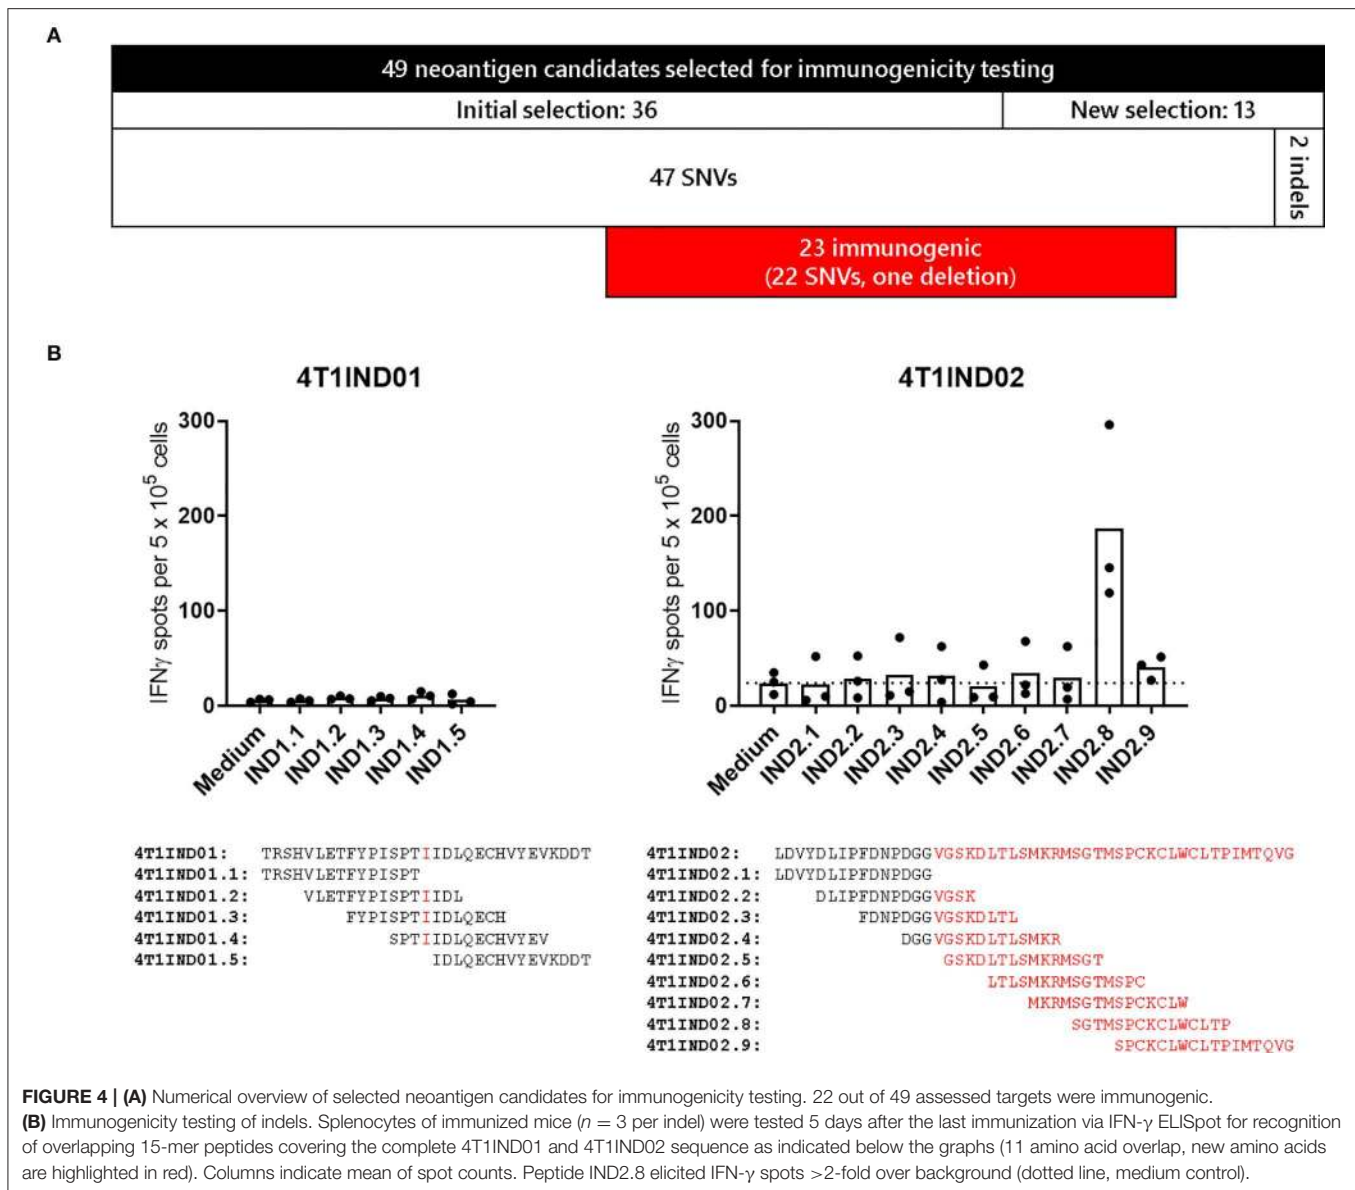 A
49 neoantigen candidates selected for immunogenicity testing
Initial selection: 36
New selection: 13
47 SNVs
2 indels
23 immunogenic
(22 SNVs, one deletion)
B
4T1IND01
IFNγ spots per 5 x 10⁵ cells
300
200
100
0
Medium
IND1.1
IND1.2
IND1.3
IND1.4
IND1.5
4T1IND02
IFNγ spots per 5 x 10⁵ cells
300
200
100
0
Medium
IND2.1
IND2.2
IND2.3
IND2.4
IND2.5
IND2.6
IND2.7
IND2.8
IND2.9
4T1IND01: TRSHVLETFYPISPTIIDLQECHVYEVKDDT
4T1IND01.1: TRSHVLETFYPISPT
4T1IND01.2: VLETFYPISPTIIDL
4T1IND01.3: FYPISPTIIDLQECH
4T1IND01.4: SPTIIDLQECHVYEV
4T1IND01.5: IDLQECHVYEVKDDT
4T1IND02: LDVYDLIPFDNPDGGVGSKDLTLSMKRMSGTMSPCKCLWCLTPIMTQVG
4T1IND02.1: LDVYDLIPFDNPDGG
4T1IND02.2: DLIPFDNPDGGVGSK
4T1IND02.3: FDNPDGGVGSKDLTL
4T1IND02.4: DGGVGSKDLTLSMKR
4T1IND02.5: GSKDLTLSMKRMSGT
4T1IND02.6: LTLSMKRMSGTMSPC
4T1IND02.7: MKRMSGTMSPCKCLW
4T1IND02.8: SGTMSPCKCLWCLTP
4T1IND02.9: SPCKCLWCLTPIMTQVG
FIGURE 4 | (A) Numerical overview of selected neoantigen candidates for immunogenicity testing. 22 out of 49 assessed targets were immunogenic.
(B) Immunogenicity testing of indels. Splenocytes of immunized mice (n = 3 per indel) were tested 5 days after the last immunization via IFN-γ ELISpot for recognition
of overlapping 15-mer peptides covering the complete 4T1IND01 and 4T1IND02 sequence as indicated below the graphs (11 amino acid overlap, new amino acids
are highlighted in red). Columns indicate mean of spot counts. Peptide IND2.8 elicited IFN-γ spots >2-fold over background (dotted line, medium control).